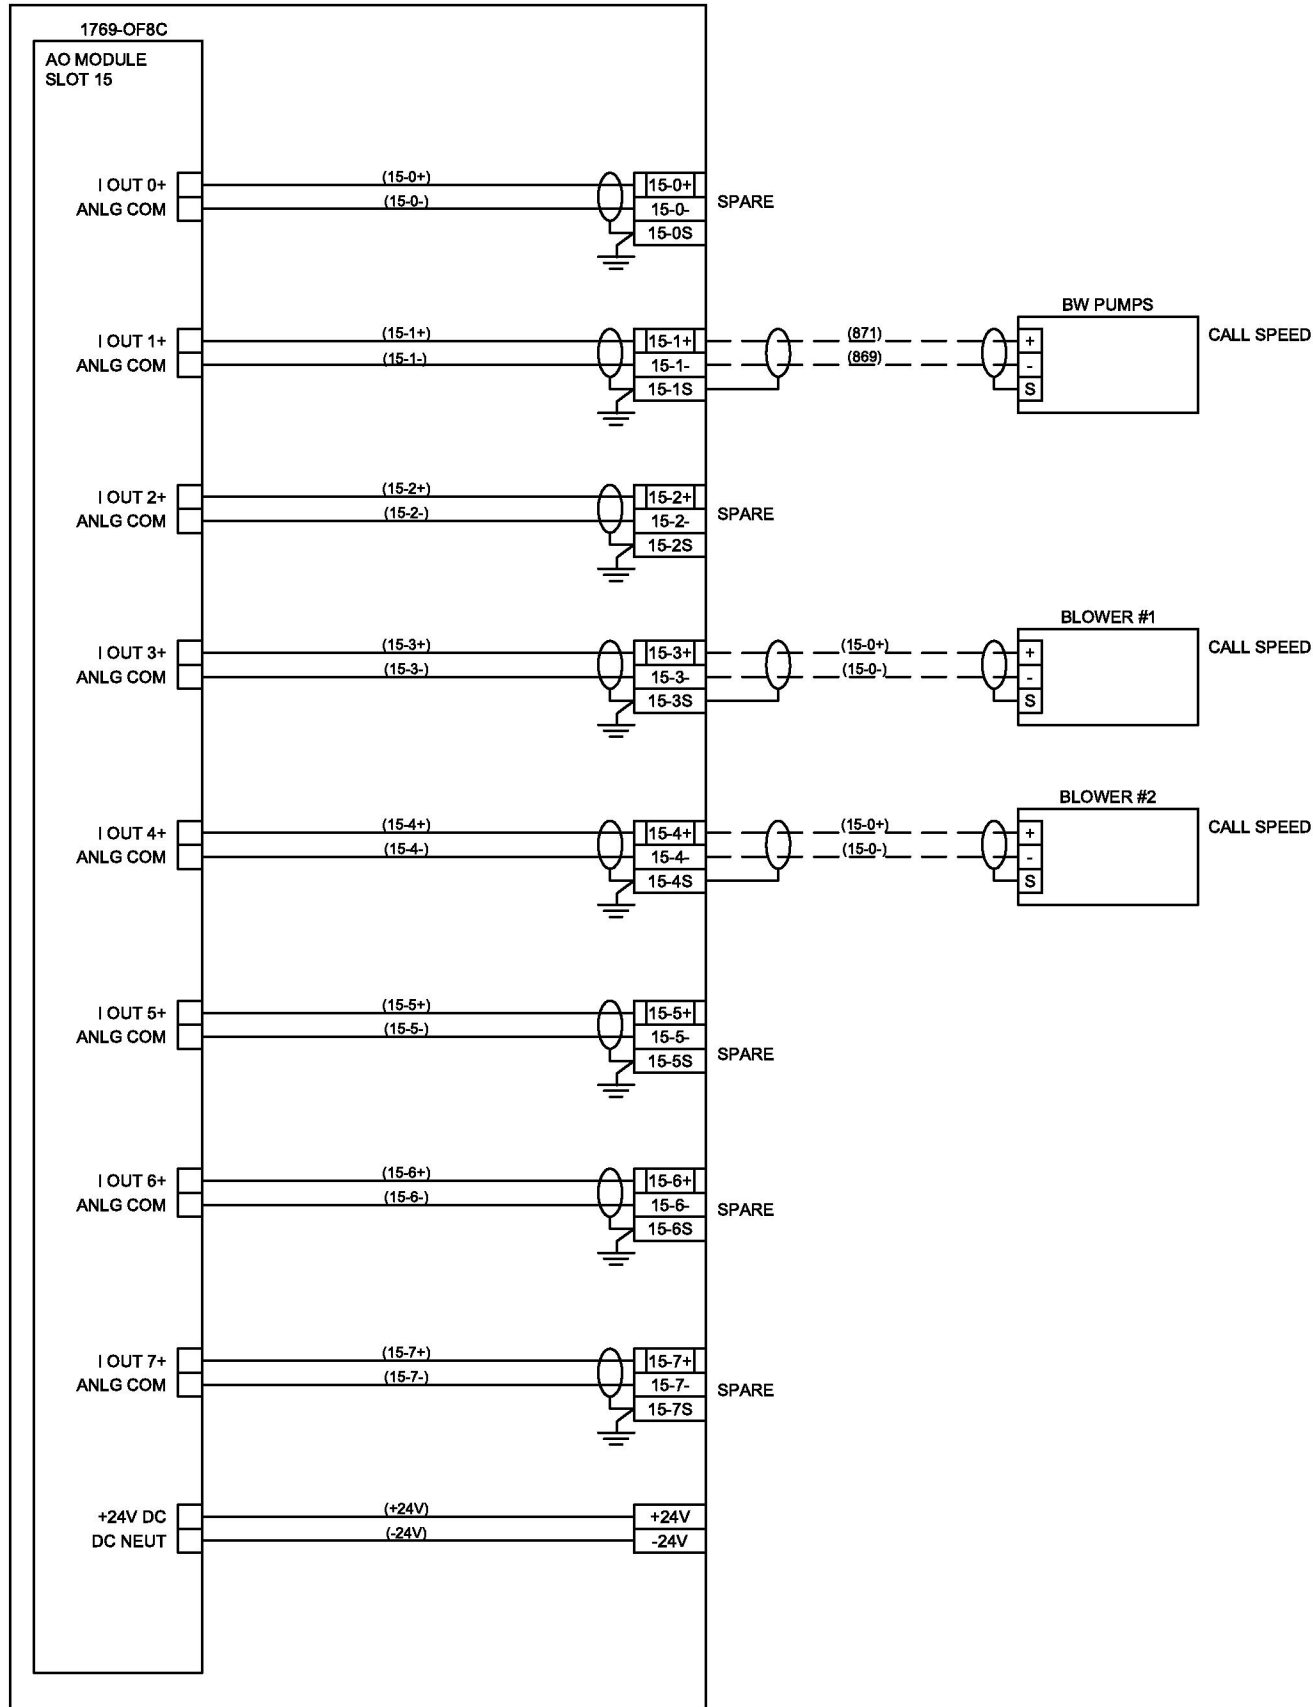 1769-OF8C
AO MODULE
SLOT 15
I OUT 0+ (15-0+) 15-0+
ANLG COM (15-0-) 15-0- SPARE
15-0S
BW PUMPS
I OUT 1+ (15-1+) 15-1+ (871) + CALL SPEED
ANLG COM (15-1-) 15-1- (869) -
15-1S S
I OUT 2+ (15-2+) 15-2+
ANLG COM (15-2-) 15-2- SPARE
15-2S
BLOWER #1
I OUT 3+ (15-3+) 15-3+ (15-0+) + CALL SPEED
ANLG COM (15-3-) 15-3- (15-0-) -
15-3S S
BLOWER #2
I OUT 4+ (15-4+) 15-4+ (15-0+) + CALL SPEED
ANLG COM (15-4-) 15-4- (15-0-) -
15-4S S
I OUT 5+ (15-5+) 15-5+
ANLG COM (15-5-) 15-5- SPARE
15-5S
I OUT 6+ (15-6+) 15-6+
ANLG COM (15-6-) 15-6- SPARE
15-6S
I OUT 7+ (15-7+) 15-7+
ANLG COM (15-7-) 15-7- SPARE
15-7S
+24V DC (+24V) +24V
DC NEUT (-24V) -24V